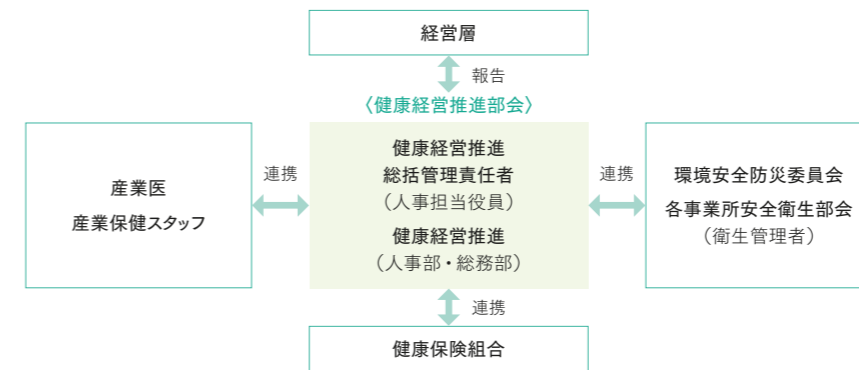 経営層
報告
〈健康経営推進部会〉
産業医
産業保健スタッフ
連携
健康経営推進
総括管理責任者
（人事担当役員）
健康経営推進
（人事部・総務部）
連携
環境安全防災委員会
各事業所安全衛生部会
（衛生管理者）
連携
健康保険組合